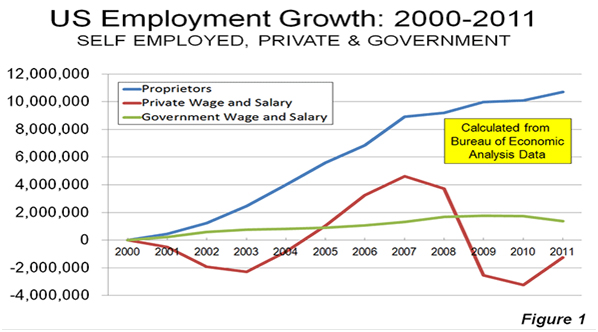 US Employment Growth: 2000-2011
SELF EMPLOYED, PRIVATE & GOVERNMENT
12,000,000
10,000,000
8,000,000
6,000,000
4,000,000
2,000,000
0
-2,000,000
-4,000,000
Proprietors
Private Wage and Salary
Government Wage and Salary
Calculated from
Bureau of Economic
Analysis Data
2000 2001 2002 2003 2004 2005 2006 2007 2008 2009 2010 2011
Figure 1